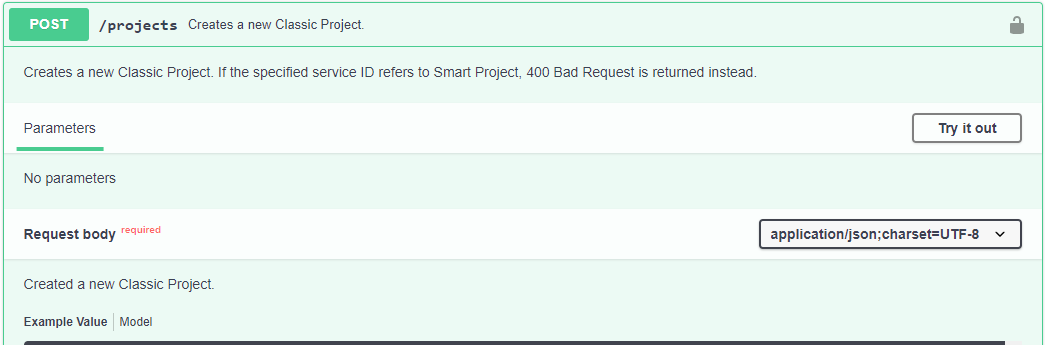 POST /projects Creates a new Classic Project.
Creates a new Classic Project. If the specified service ID refers to Smart Project, 400 Bad Request is returned instead.
Parameters Try it out
No parameters
Request body required application/json;charset=UTF-8
Created a new Classic Project.
Example Value Model